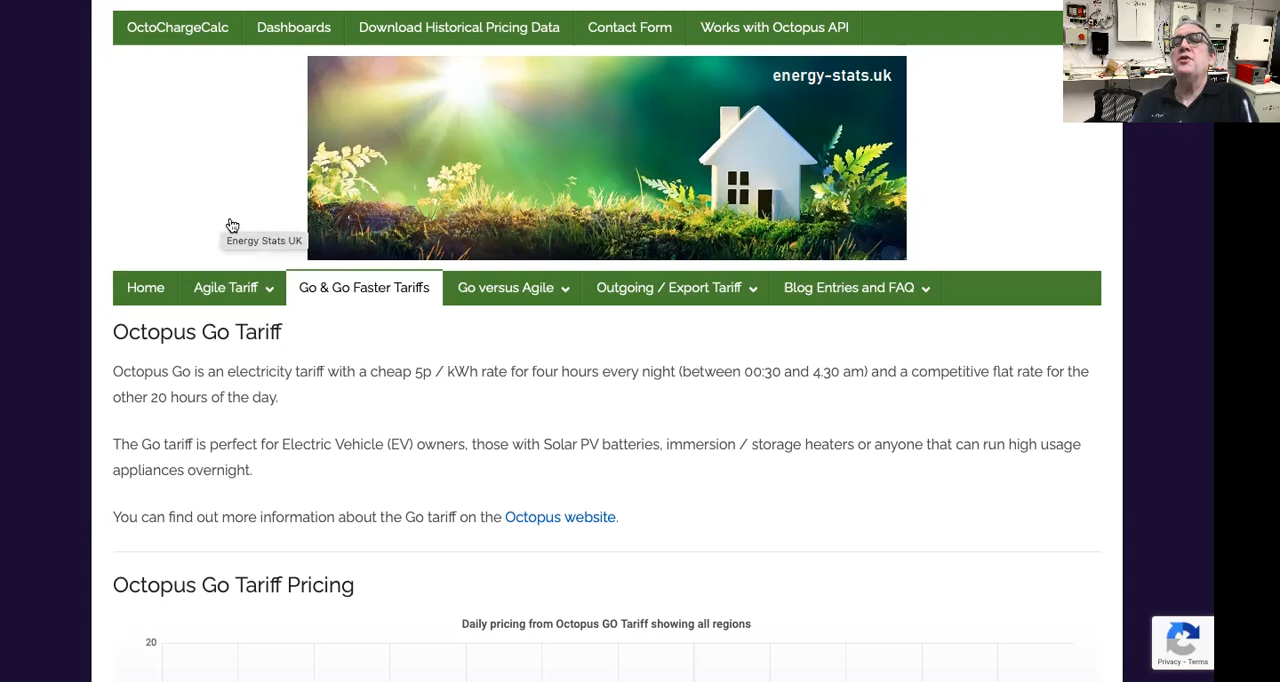 OctoChargeCalc Dashboards Download Historical Pricing Data Contact Form Works with Octopus API
energy-stats.uk
Energy Stats UK
Home Agile Tariff Go & Go Faster Tariffs Go versus Agile Outgoing / Export Tariff Blog Entries and FAQ
Octopus Go Tariff
Octopus Go is an electricity tariff with a cheap 5p / kWh rate for four hours every night (between 00:30 and 4.30 am) and a competitive flat rate for the
other 20 hours of the day.
The Go tariff is perfect for Electric Vehicle (EV) owners, those with Solar PV batteries, immersion / storage heaters or anyone that can run high usage
appliances overnight.
You can find out more information about the Go tariff on the Octopus website.
Octopus Go Tariff Pricing
Daily pricing from Octopus GO Tariff showing all regions
20
Privacy - Terms